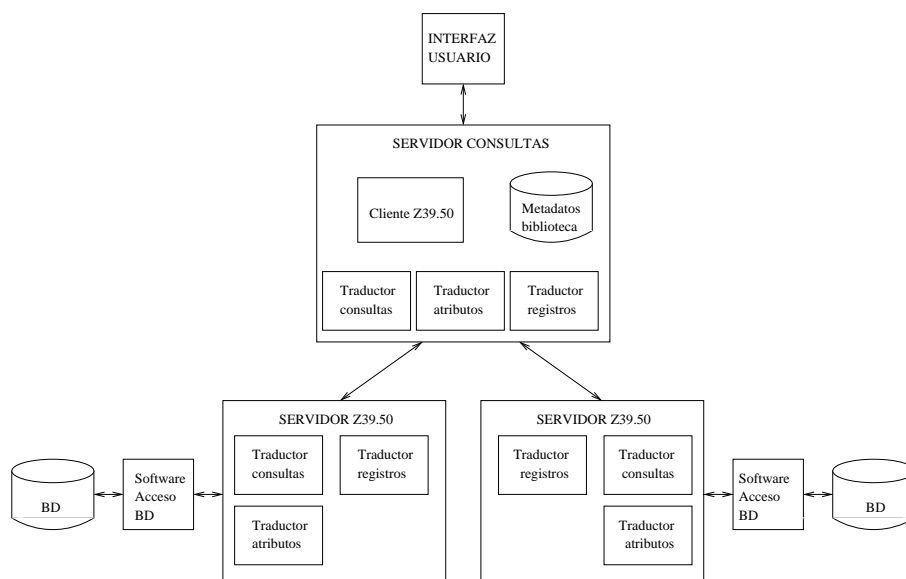 INTERFAZ
USUARIO
SERVIDOR CONSULTAS
Cliente Z39.50
Metadatos
biblioteca
Traductor
consultas
Traductor
atributos
Traductor
registros
SERVIDOR Z39.50
Traductor
consultas
Traductor
registros
Traductor
atributos
BD
Software
Acceso
BD
SERVIDOR Z39.50
Traductor
registros
Traductor
consultas
Traductor
atributos
Software
Acceso
BD
BD